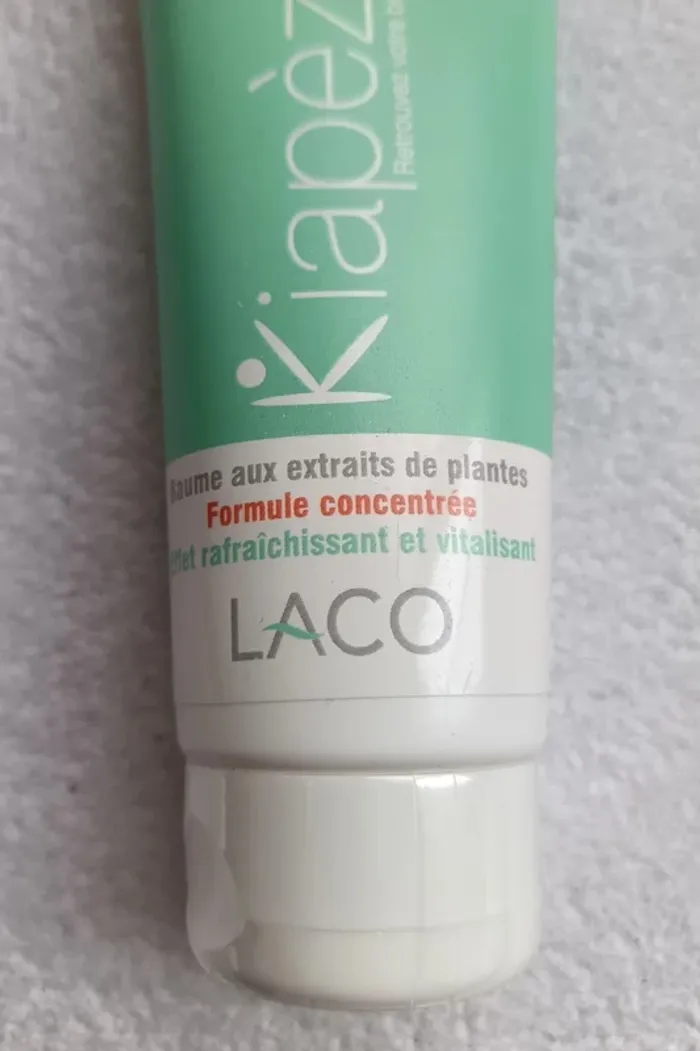 Kiapèz
Retrouvez votre
Baume aux extraits de plantes
Formule concentrée
Effet rafraîchissant et vitalisant
LACO